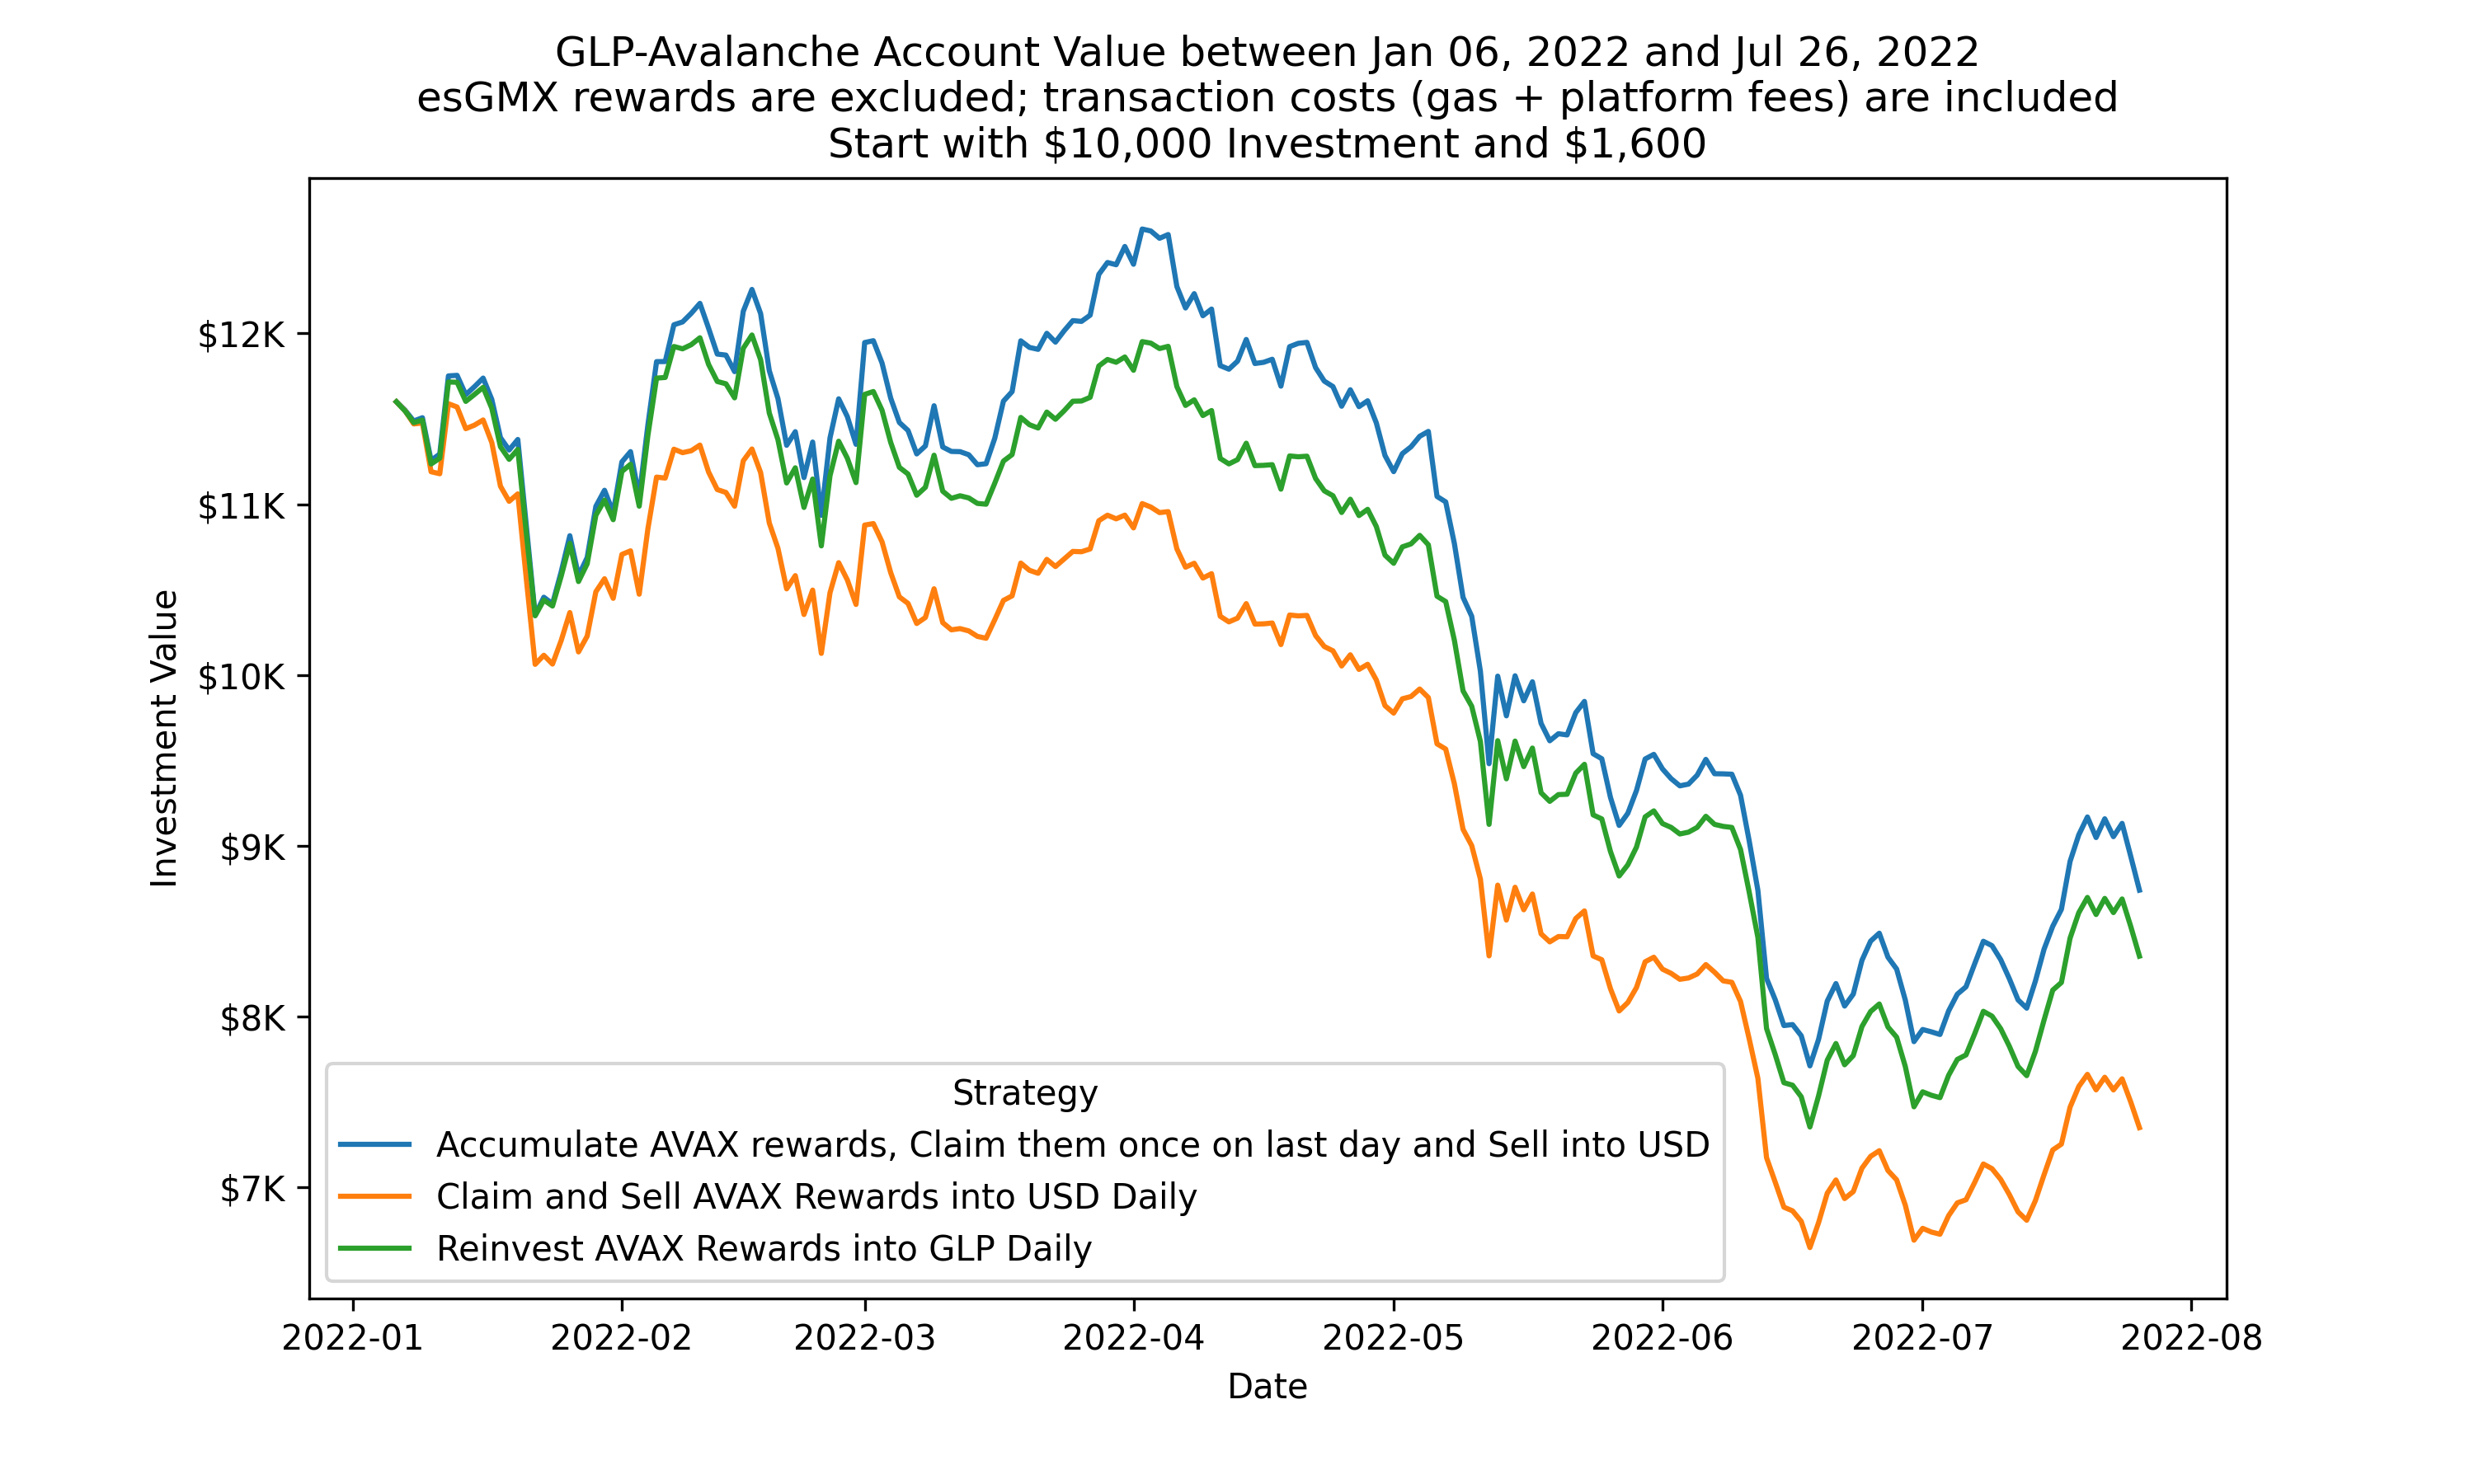 GLP-Avalanche Account Value between Jan 06, 2022 and Jul 26, 2022
esGMX rewards are excluded; transaction costs (gas + platform fees) are included
Start with $10,000 Investment and $1,600
Investment Value
$12K
$11K
$10K
$9K
$8K
$7K
Strategy
Accumulate AVAX rewards, Claim them once on last day and Sell into USD
Claim and Sell AVAX Rewards into USD Daily
Reinvest AVAX Rewards into GLP Daily
2022-01 2022-02 2022-03 2022-04 2022-05 2022-06 2022-07 2022-08
Date